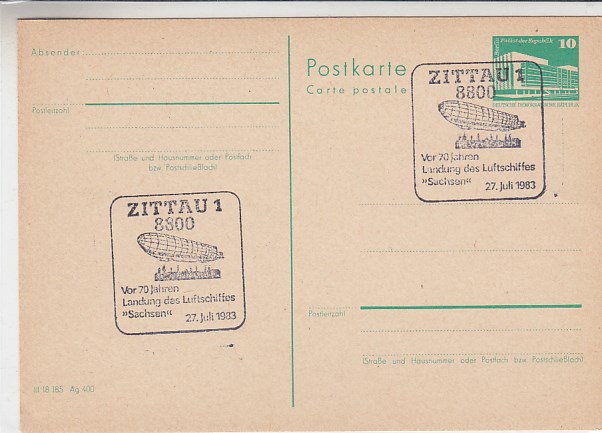 Absender
Postleitzahl
(Straße und Hausnummer oder Postfach
bzw. Postschließfach)
ZITTAU 1
8800
Vor 70 Jahren
Landung des Luftschiffes
»Sachsen« 27. Juli 1983
III 18 185 Ag 400
Postkarte
Carte postale
Palast der Republik 10
DEUTSCHE DEMOKRATISCHE REPUBLIK
ZITTAU 1
8800
Vor 70 Jahren
Landung des Luftschiffes
»Sachsen« 27. Juli 1983
Postleitzahl
(Straße und Hausnummer oder Postfach bzw. Postschließfach)